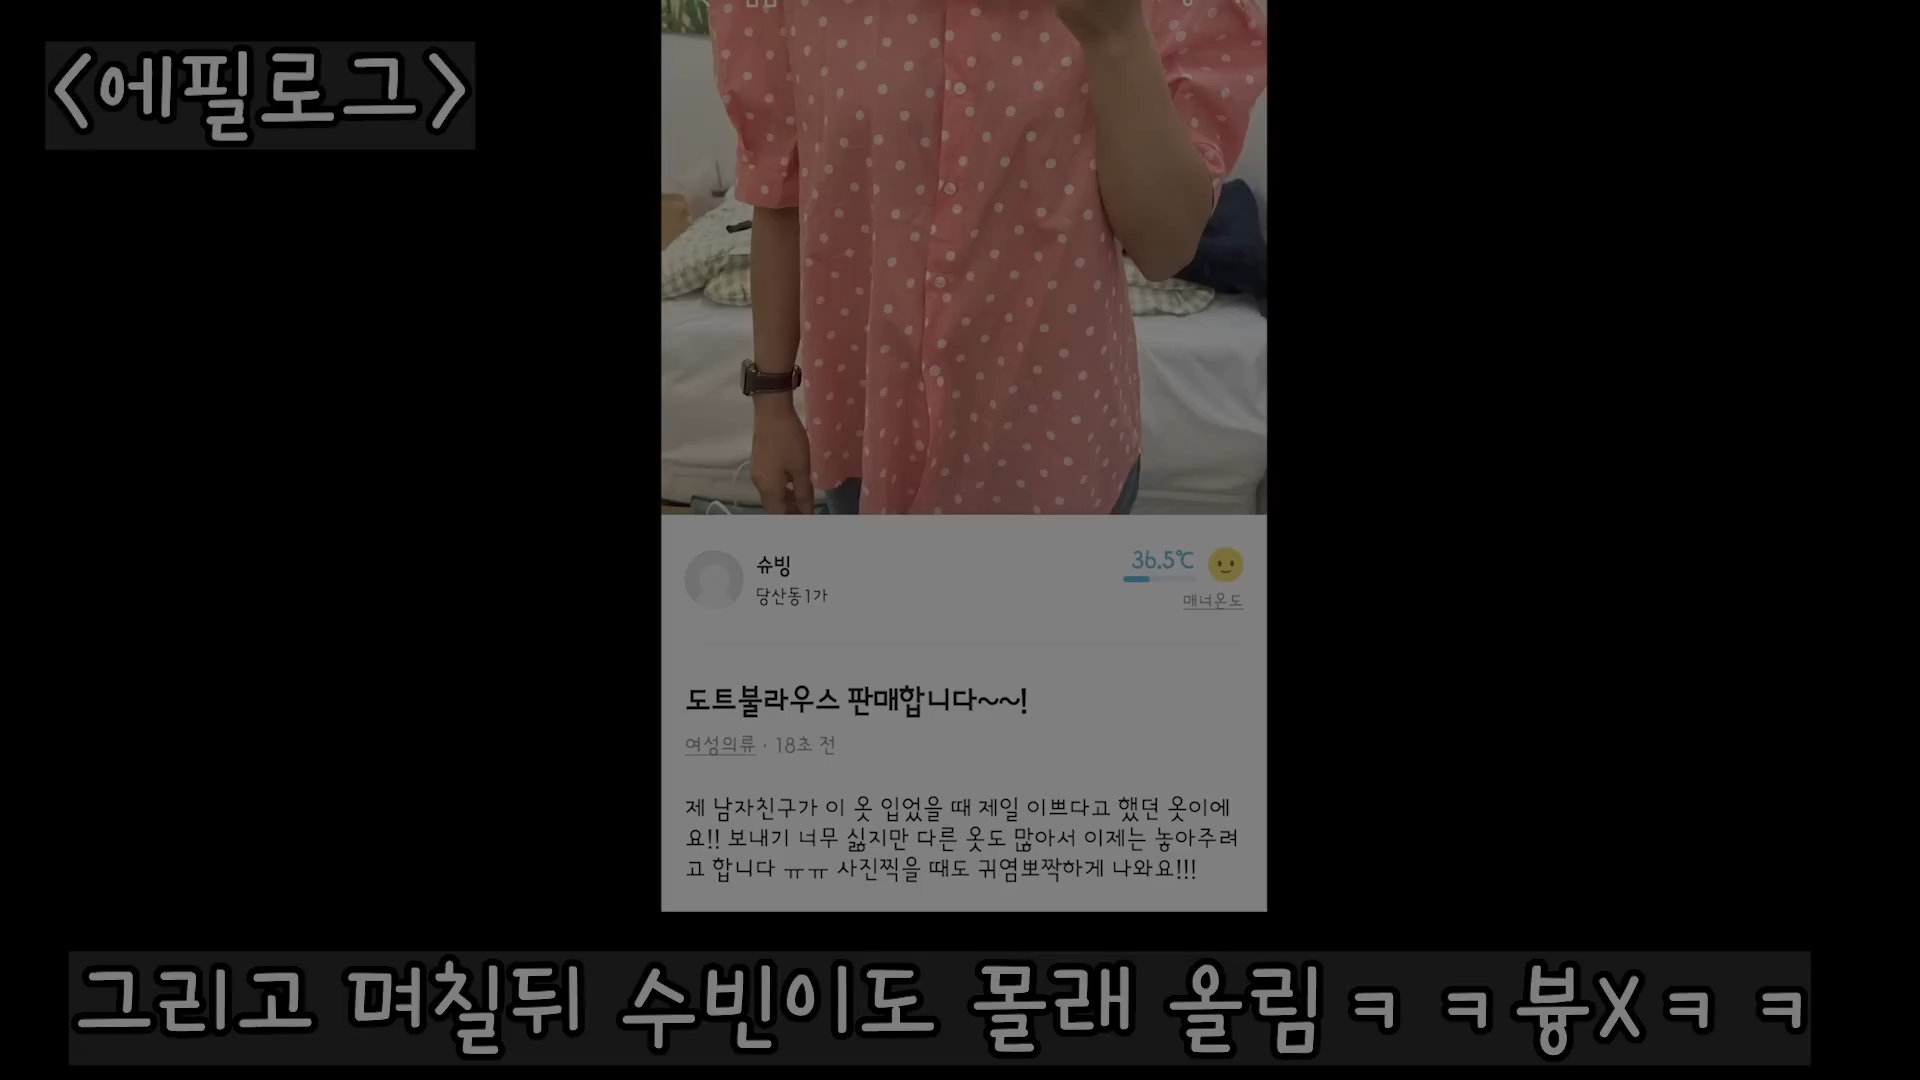 <에필로그>
슈빙
당산동1가
36.5℃
매너온도
도트블라우스 판매합니다~~!
여성의류 · 18초 전
제 남자친구가 이 옷 입었을 때 제일 이쁘다고 했던 옷이에
요!! 보내기 너무 싫지만 다른 옷도 많아서 이제는 놓아주려
고 합니다 ㅠㅠ 사진찍을 때도 귀염뽀짝하게 나와요!!!
그리고 며칠뒤 수빈이도 몰래 올림ㅋㅋ븅Xㅋㅋ